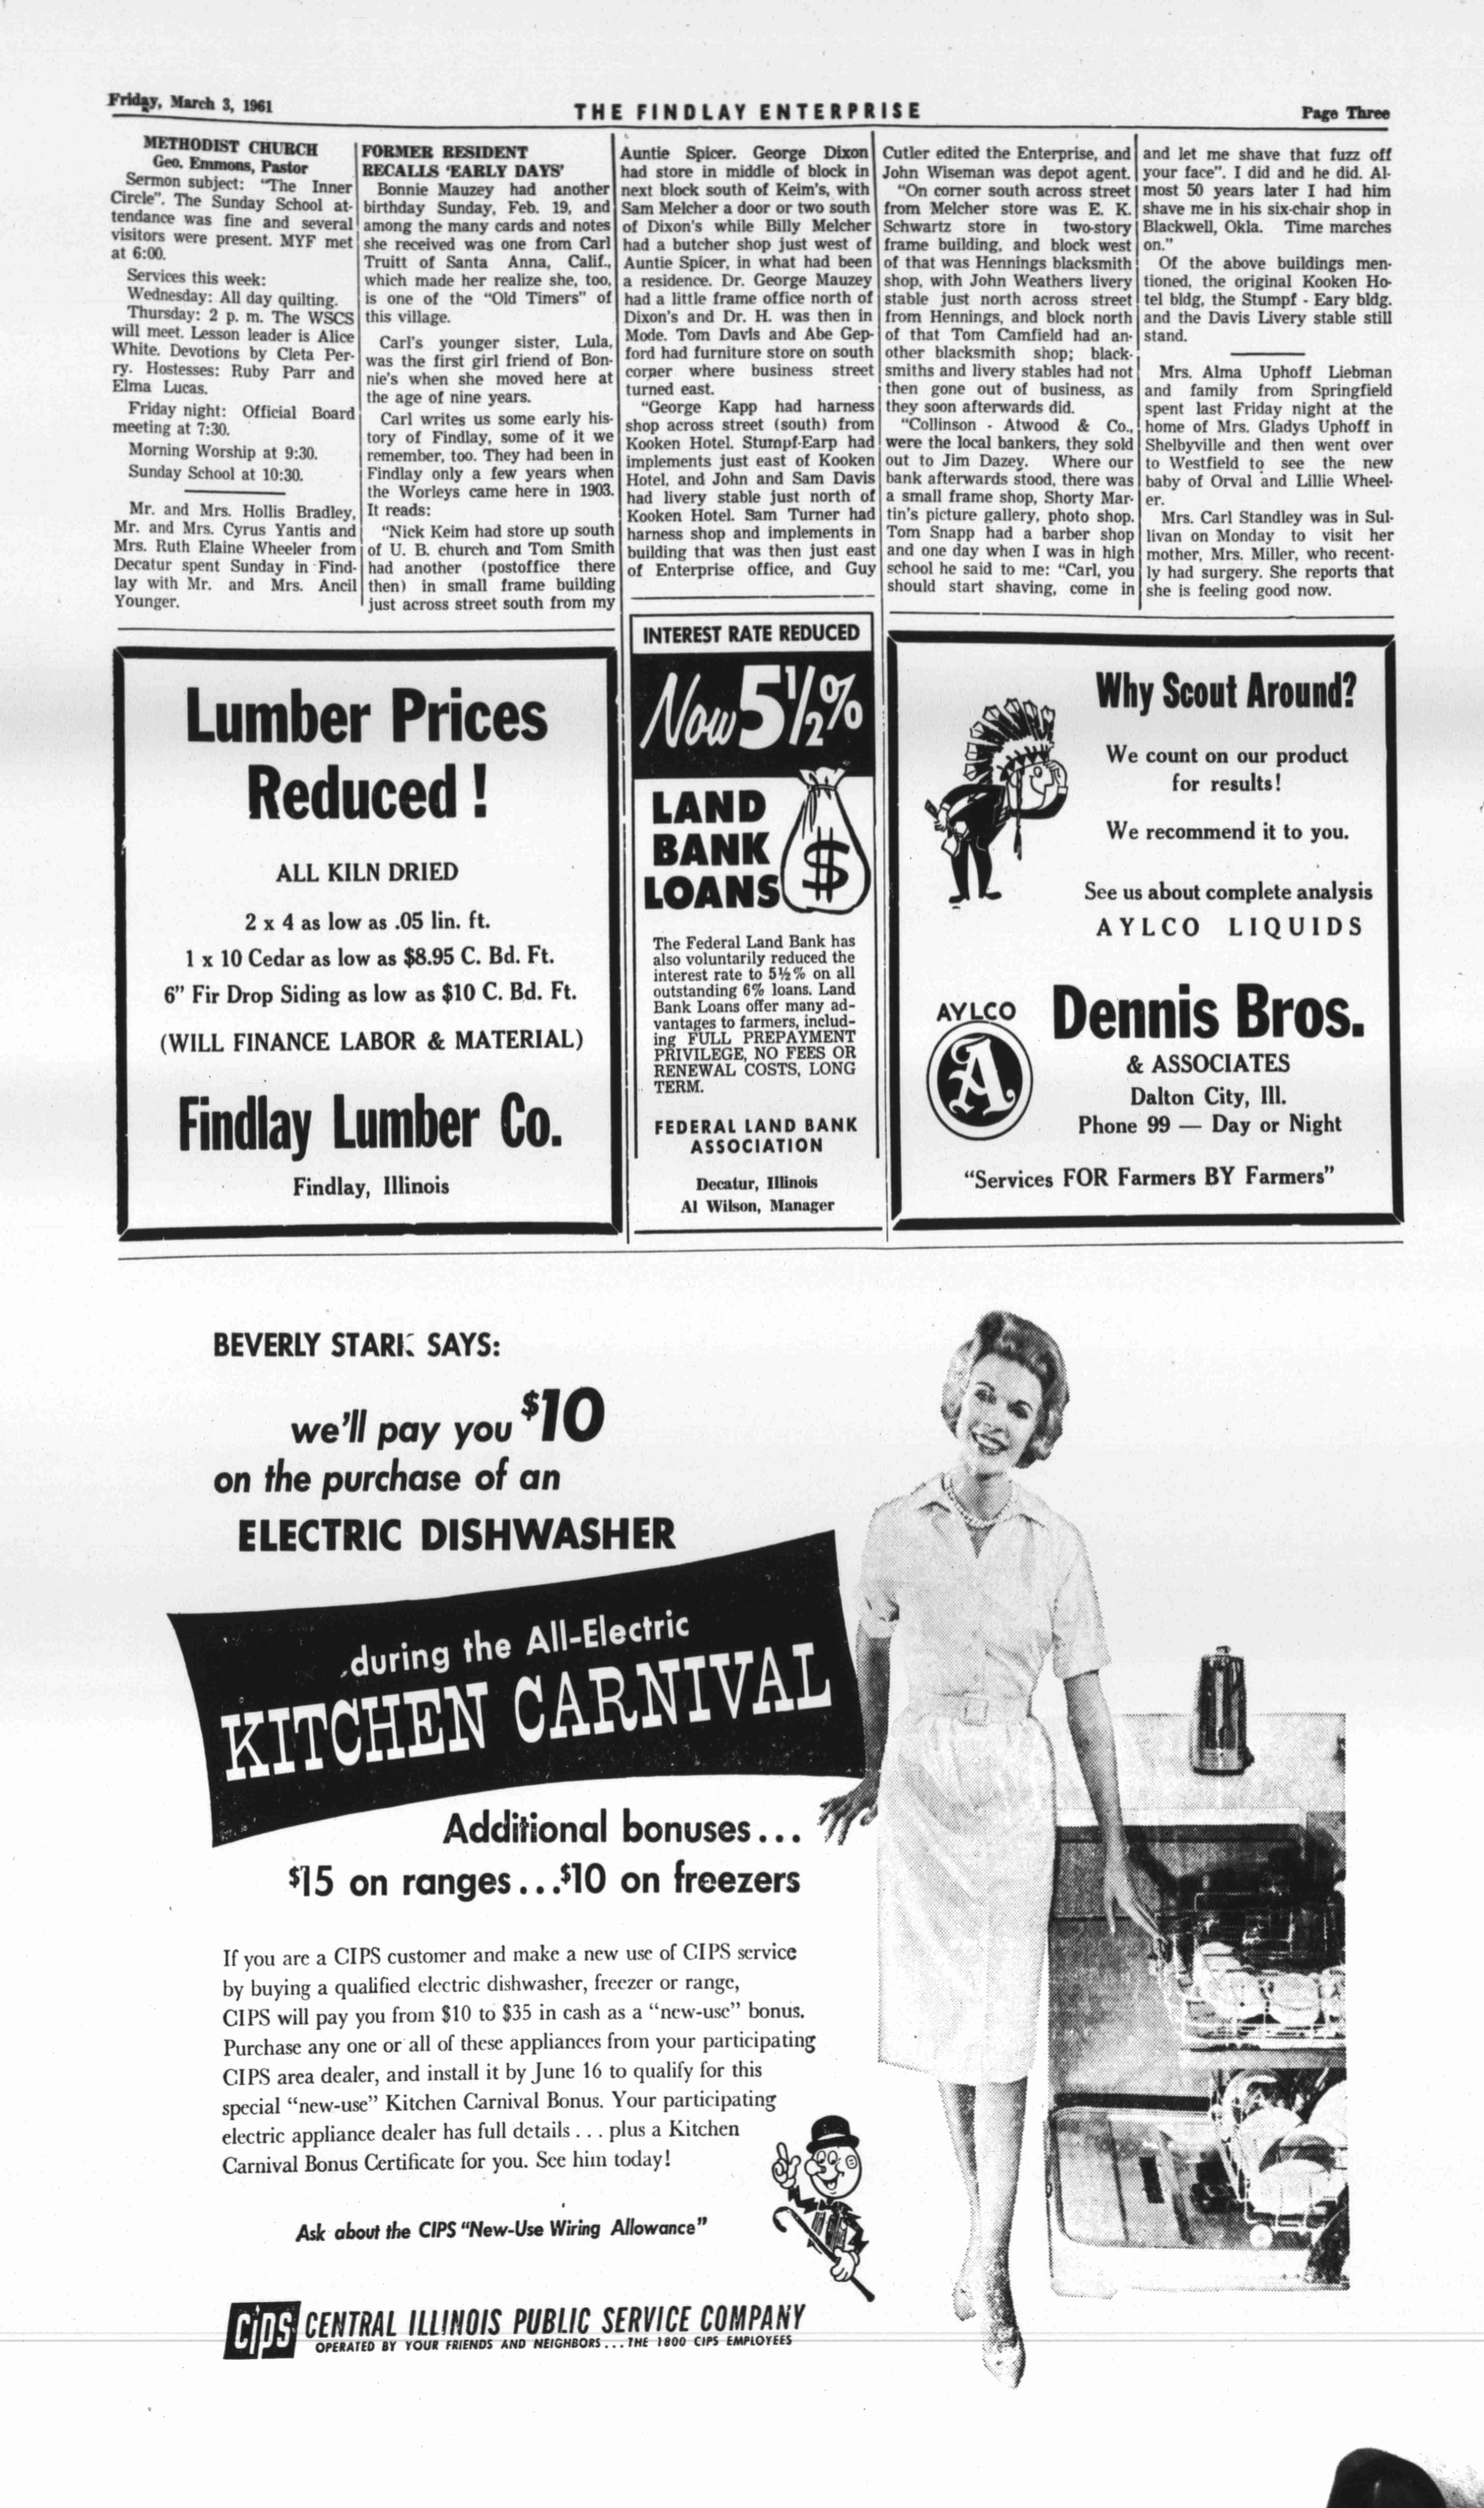 Friday, March 3, 1961
THE FINDLAY ENTERPRISE
Page Three
METHODIST CHURCH
Geo. Emmons, Pastor
Sermon subject: "The Inner
Circle". The Sunday School at-
tendance was fine and several
visitors were present. MYF met
at 6:00.
Services this week:
Wednesday: All day quilting.
Thursday: 2 p. m. The WSCS
will meet. Lesson leader is Alice
White. Devotions by Cleta Per-
ry. Hostesses: Ruby Parr and
Elma Lucas.
Friday night: Official Board
meeting at 7:30.
Morning Worship at 9:30.
Sunday School at 10:30.
Mr. and Mrs. Hollis Bradley,
Mr. and Mrs. Cyrus Yantis and
Mrs. Ruth Elaine Wheeler from
Decatur spent Sunday in Find-
lay with Mr. and Mrs. Ancil
Younger.
FORMER RESIDENT
RECALLS 'EARLY DAYS'
Bonnie Mauzey had another
birthday Sunday, Feb. 19, and
among the many cards and notes
she received was one from Carl
Truitt of Santa Anna, Calif.,
which made her realize she, too,
is one of the "Old Timers" of
this village.
Carl's younger sister, Lula,
was the first girl friend of Bon-
nie's when she moved here at
the age of nine years.
Carl writes us some early his-
tory of Findlay, some of it we
remember, too. They had been in
Findlay only a few years when
the Worleys came here in 1903.
It reads:
"Nick Keim had store up south
of U. B. church and Tom Smith
had another (postoffice there
then) in small frame building
just across street south from my
Auntie Spicer. George Dixon
had store in middle of block in
next block south of Keim's, with
Sam Melcher a door or two south
of Dixon's while Billy Melcher
had a butcher shop just west of
Auntie Spicer, in what had been
a residence. Dr. George Mauzey
had a little frame office north of
Dixon's and Dr. H. was then in
Mode. Tom Davis and Abe Gep-
ford had furniture store on south
corner where business street
turned east.
"George Kapp had harness
shop across street (south) from
Kooken Hotel. Stumpf-Earp had
implements just east of Kooken
Hotel, and John and Sam Davis
had livery stable just north of
Kooken Hotel. Sam Turner had
harness shop and implements in
building that was then just east
of Enterprise office, and Guy
Cutler edited the Enterprise, and
John Wiseman was depot agent.
"On corner south across street
from Melcher store was E. K.
Schwartz store in two-story
frame building, and block west
of that was Hennings blacksmith
shop, with John Weathers livery
stable just north across street
from Hennings, and block north
of that Tom Camfield had an-
other blacksmith shop; black-
smiths and livery stables had not
then gone out of business, as
they soon afterwards did.
"Collinson - Atwood & Co.,
were the local bankers, they sold
out to Jim Dazey. Where our
bank afterwards stood, there was
a small frame shop, Shorty Mar-
tin's picture gallery, photo shop.
Tom Snapp had a barber shop
and one day when I was in high
school he said to me: "Carl, you
should start shaving, come in
and let me shave that fuzz off
your face". I did and he did. Al-
most 50 years later I had him
shave me in his six-chair shop in
Blackwell, Okla. Time marches
on."
Of the above buildings men-
tioned, the original Kooken Ho-
tel bldg, the Stumpf - Eary bldg.
and the Davis Livery stable still
stand.
Mrs. Alma Uphoff Liebman
and family from Springfield
spent last Friday night at the
home of Mrs. Gladys Uphoff in
Shelbyville and then went over
to Westfield to see the new
baby of Orval and Lillie Wheel-
er.
Mrs. Carl Standley was in Sul-
livan on Monday to visit her
mother, Mrs. Miller, who recent-
ly had surgery. She reports that
she is feeling good now.
Lumber Prices
Reduced !
ALL KILN DRIED
2 x 4 as low as .05 lin. ft.
1 x 10 Cedar as low as $8.95 C. Bd. Ft.
6" Fir Drop Siding as low as $10 C. Bd. Ft.
(WILL FINANCE LABOR & MATERIAL)
Findlay Lumber Co.
Findlay, Illinois
INTEREST RATE REDUCED
Now 5½%
LAND
BANK
LOANS
$
The Federal Land Bank has
also voluntarily reduced the
interest rate to 5½% on all
outstanding 6% loans. Land
Bank Loans offer many ad-
vantages to farmers, includ-
ing FULL PREPAYMENT
PRIVILEGE, NO FEES OR
RENEWAL COSTS, LONG
TERM.
FEDERAL LAND BANK
ASSOCIATION
Decatur, Illinois
Al Wilson, Manager
Why Scout Around?
We count on our product
for results!
We recommend it to you.
See us about complete analysis
AYLCO LIQUIDS
AYLCO
A
Dennis Bros.
& ASSOCIATES
Dalton City, Ill.
Phone 99 — Day or Night
"Services FOR Farmers BY Farmers"
BEVERLY STARK SAYS:
we'll pay you $10
on the purchase of an
ELECTRIC DISHWASHER
during the All-Electric
KITCHEN CARNIVAL
Additional bonuses...
$15 on ranges...$10 on freezers
If you are a CIPS customer and make a new use of CIPS service
by buying a qualified electric dishwasher, freezer or range,
CIPS will pay you from $10 to $35 in cash as a "new-use" bonus.
Purchase any one or all of these appliances from your participating
CIPS area dealer, and install it by June 16 to qualify for this
special "new-use" Kitchen Carnival Bonus. Your participating
electric appliance dealer has full details . . . plus a Kitchen
Carnival Bonus Certificate for you. See him today!
Ask about the CIPS "New-Use Wiring Allowance"
CIPS CENTRAL ILLINOIS PUBLIC SERVICE COMPANY
OPERATED BY YOUR FRIENDS AND NEIGHBORS...THE 1800 CIPS EMPLOYEES